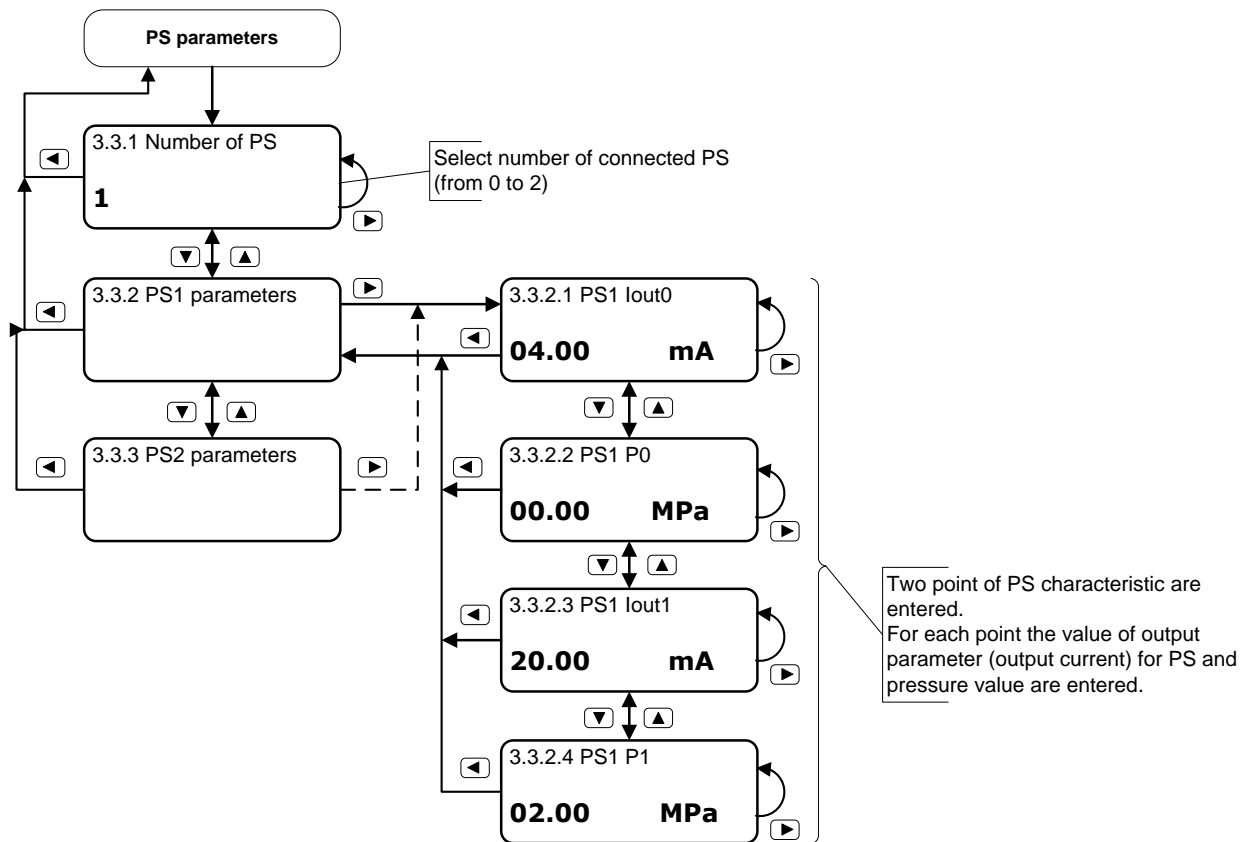 PS parameters
3.3.1 Number of PS
1
Select number of connected PS
(from 0 to 2)
3.3.2 PS1 parameters
3.3.3 PS2 parameters
3.3.2.1 PS1 Iout0
04.00 mA
3.3.2.2 PS1 P0
00.00 MPa
3.3.2.3 PS1 Iout1
20.00 mA
3.3.2.4 PS1 P1
02.00 MPa
Two point of PS characteristic are
entered.
For each point the value of output
parameter (output current) for PS and
pressure value are entered.